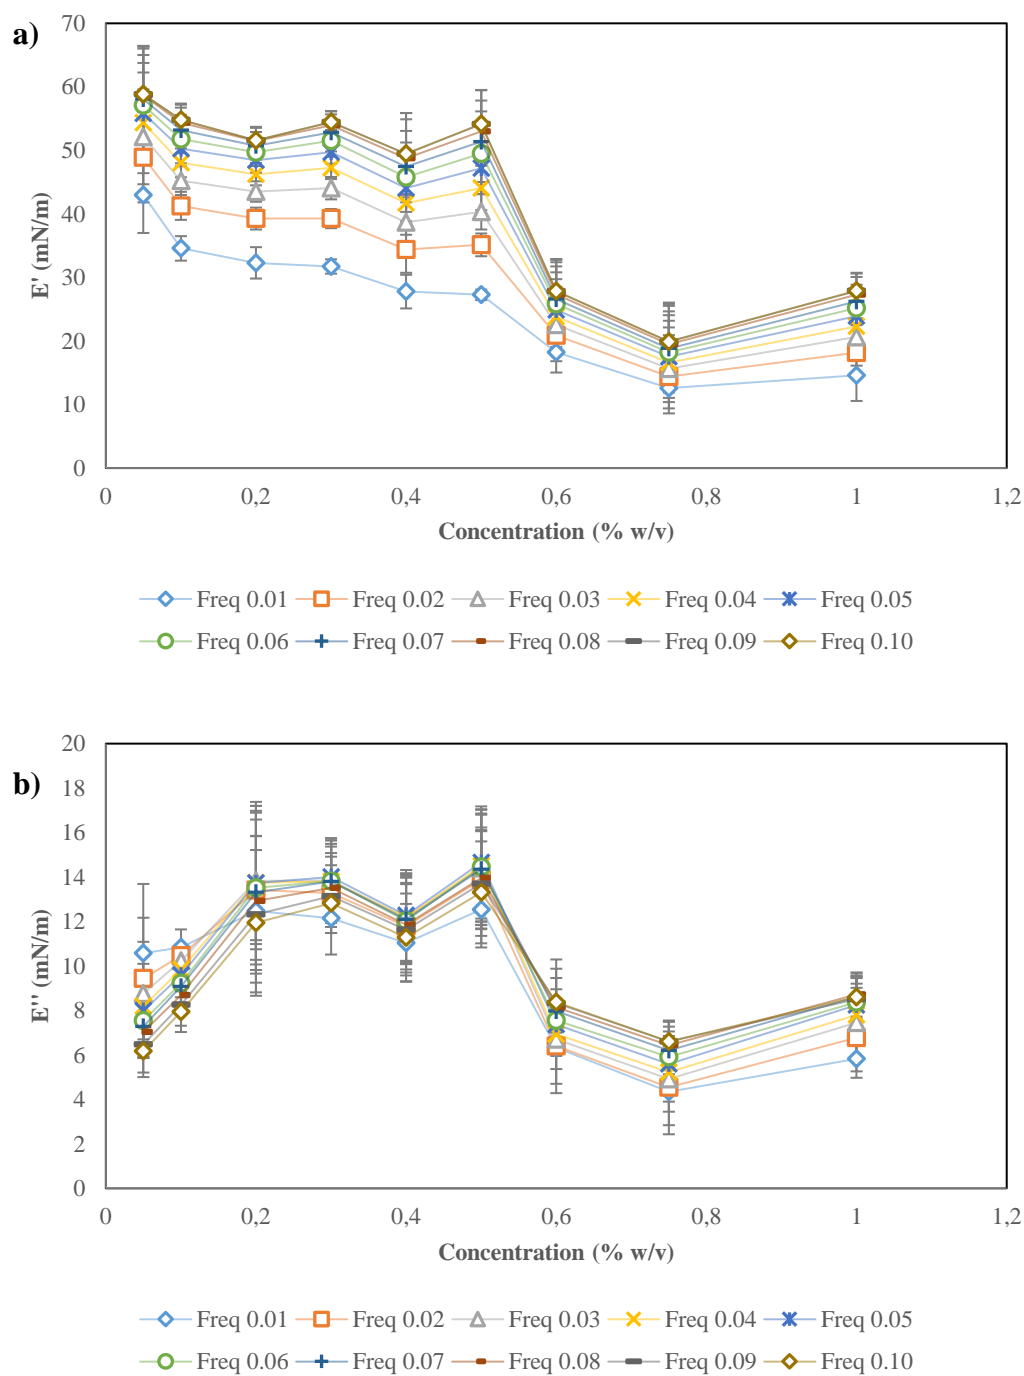 a)
70
60
50
40
30
20
10
0
E' (mN/m)
0 0,2 0,4 0,6 0,8 1 1,2
Concentration (% w/v)
Freq 0.01 Freq 0.02 Freq 0.03 Freq 0.04 Freq 0.05
Freq 0.06 Freq 0.07 Freq 0.08 Freq 0.09 Freq 0.10
b)
20
18
16
14
12
10
8
6
4
2
0
E'' (mN/m)
0 0,2 0,4 0,6 0,8 1 1,2
Concentration (% w/v)
Freq 0.01 Freq 0.02 Freq 0.03 Freq 0.04 Freq 0.05
Freq 0.06 Freq 0.07 Freq 0.08 Freq 0.09 Freq 0.10